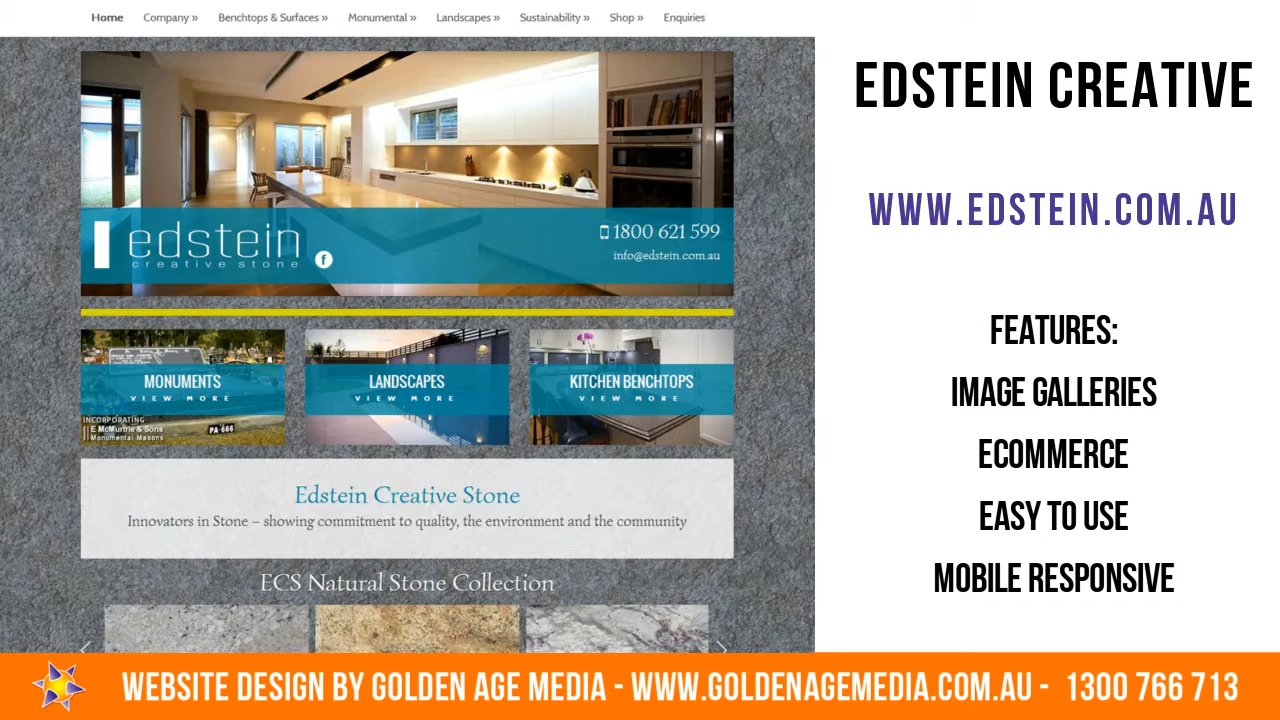 Home Company » Benchtops & Surfaces » Monumental » Landscapes » Sustainability » Shop » Enquiries
edstein
creative stone
f
1800 621 599
info@edstein.com.au
MONUMENTS
VIEW MORE
INCORPORATING
E McMurtrie & Sons
Monumental Masons
PA-666
LANDSCAPES
VIEW MORE
KITCHEN BENCHTOPS
VIEW MORE
Edstein Creative Stone
Innovators in Stone – showing commitment to quality, the environment and the community
ECS Natural Stone Collection
EDSTEIN CREATIVE
WWW.EDSTEIN.COM.AU
FEATURES:
IMAGE GALLERIES
ECOMMERCE
EASY TO USE
MOBILE RESPONSIVE
WEBSITE DESIGN BY GOLDEN AGE MEDIA - WWW.GOLDENAGEMEDIA.COM.AU - 1300 766 713